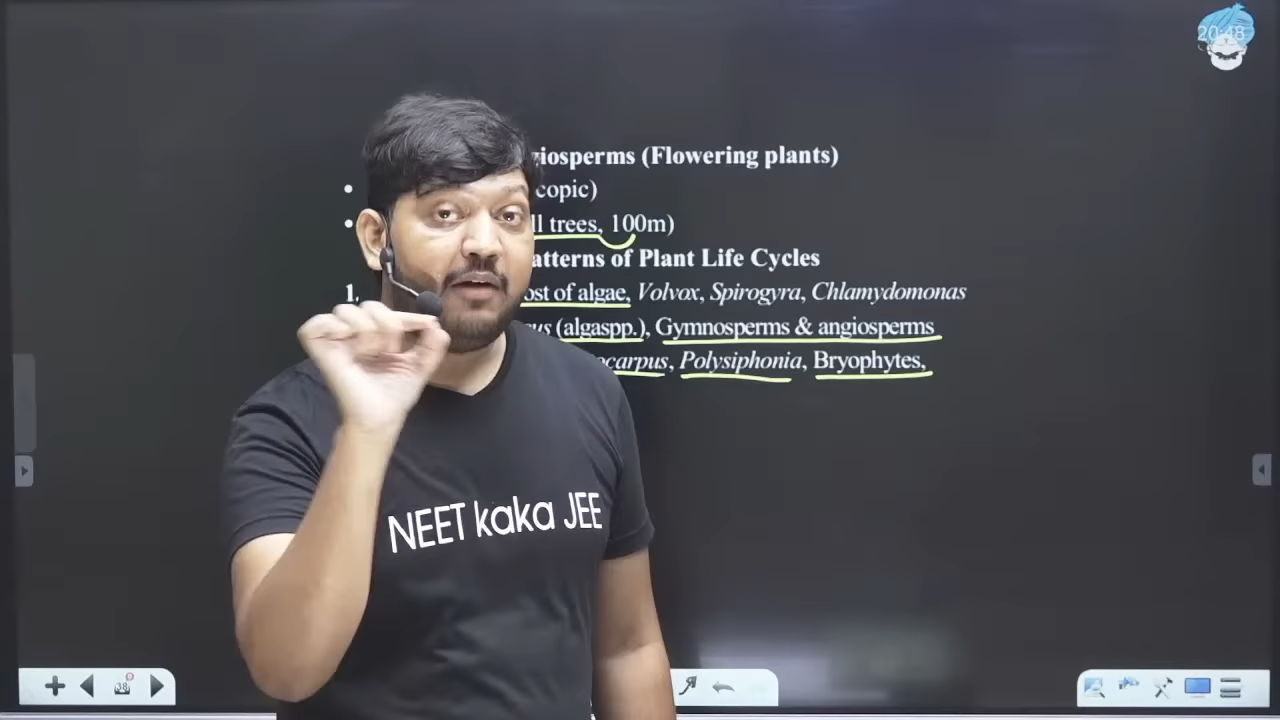 20:48
giosperms (Flowering plants)
• copic)
• ll trees, 100m)
atterns of Plant Life Cycles
1. ost of algae, Volvox, Spirogyra, Chlamydomonas
us (algaspp.), Gymnosperms & angiosperms
ocarpus, Polysiphonia, Bryophytes,
NEET kaka JEE
38